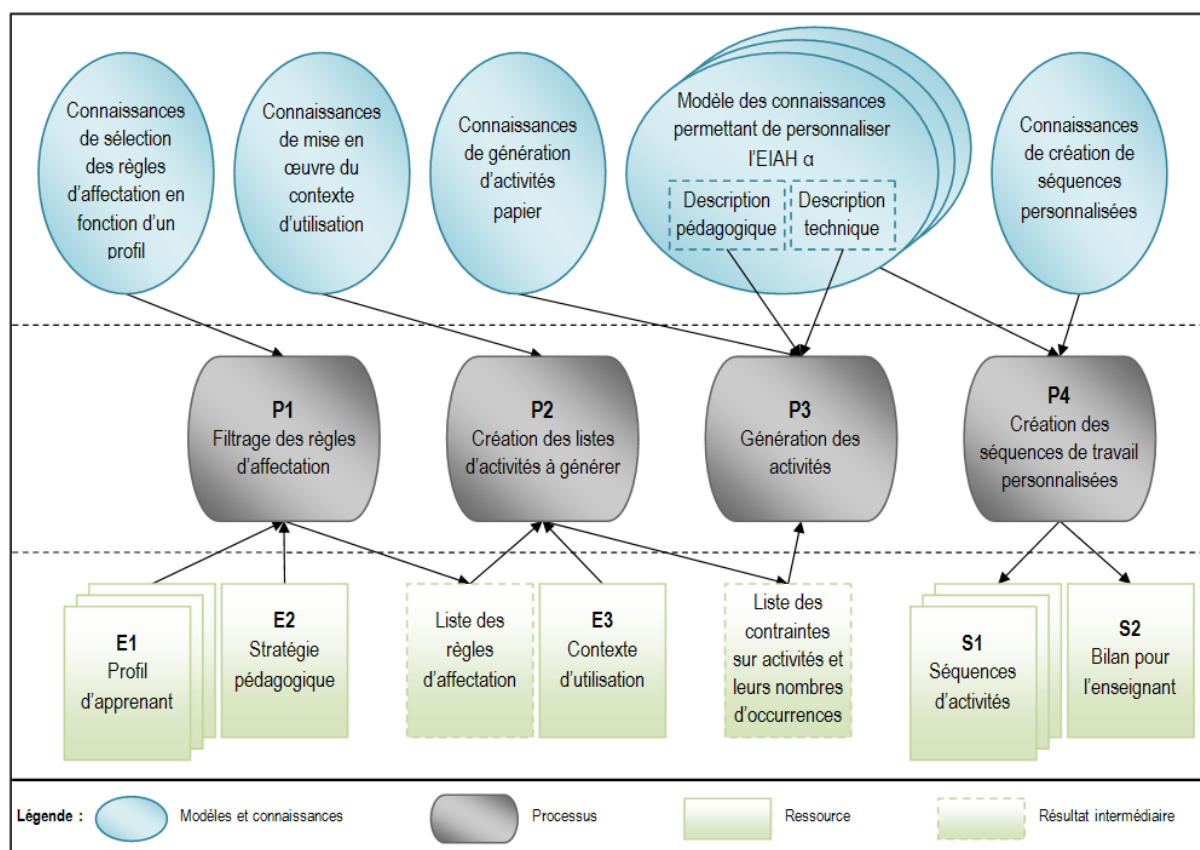 Connaissances
de sélection
des règles
d'affectation en
fonction d'un
profil
Connaissances
de mise en
œuvre du
contexte
d'utilisation
Connaissances
de génération
d'activités
papier
Modèle des connaissances
permettant de personnaliser
l'EIAH α
Description
pédagogique
Description
technique
Connaissances
de création de
séquences
personnalisées
P1
Filtrage des règles
d'affectation
P2
Création des listes
d'activités à générer
P3
Génération des
activités
P4
Création des
séquences de travail
personnalisées
E1
Profil
d'apprenant
E2
Stratégie
pédagogique
Liste des
règles
d'affectation
E3
Contexte
d'utilisation
Liste des
contraintes
sur activités et
leurs nombres
d'occurrences
S1
Séquences
d'activités
S2
Bilan pour
l'enseignant
Légende :
Modèles et connaissances
Processus
Ressource
Résultat intermédiaire